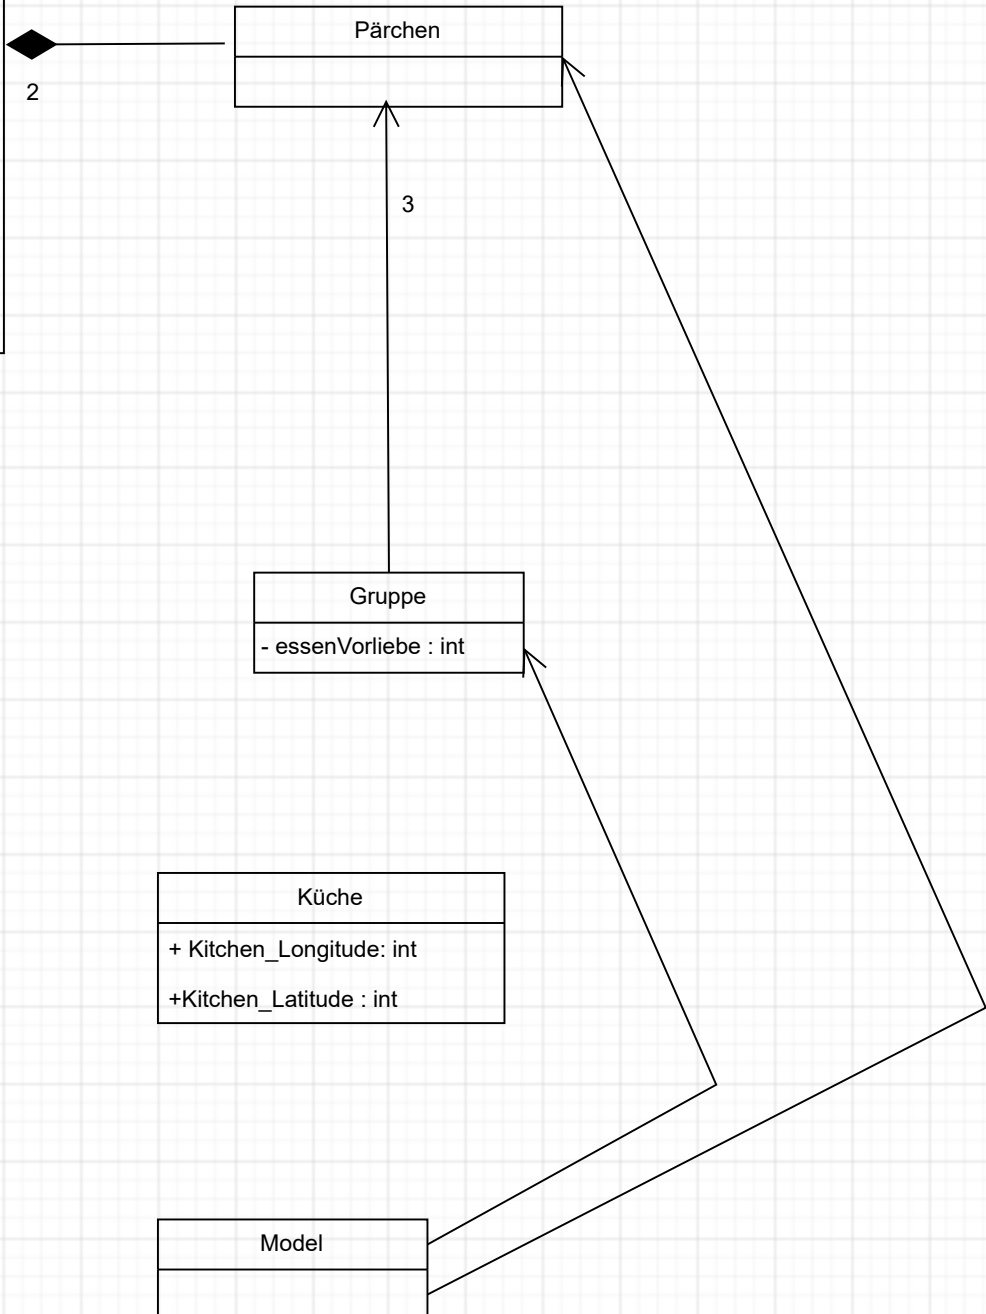 Pärchen
2
3
Gruppe
- essenVorliebe : int
Küche
+ Kitchen_Longitude: int
+Kitchen_Latitude : int
Model